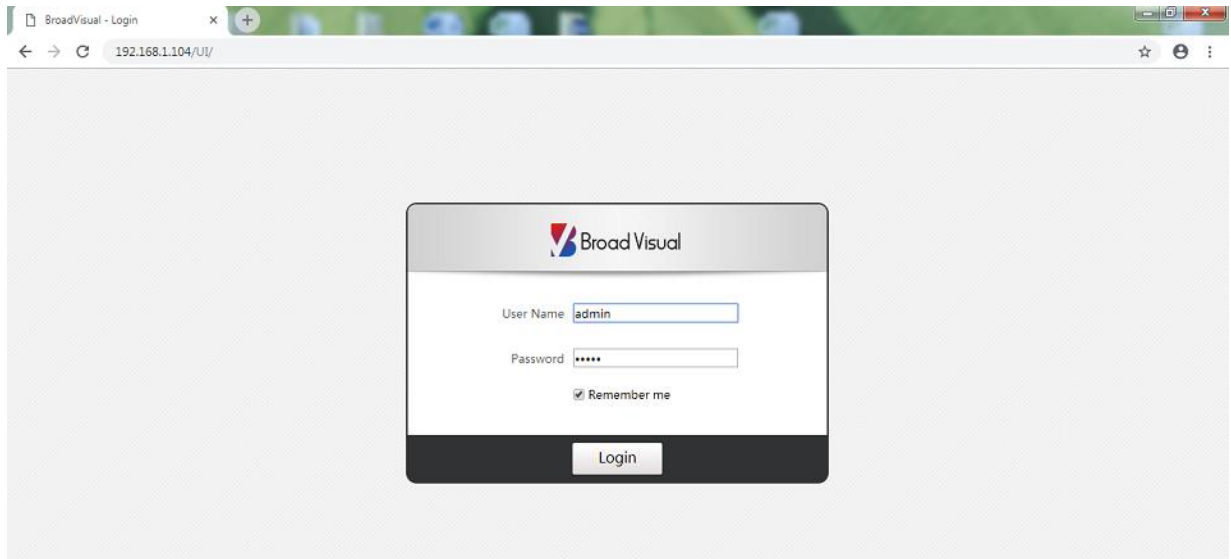 BroadVisual - Login
192.168.1.104/UI/
Broad Visual
User Name admin
Password •••••
Remember me
Login